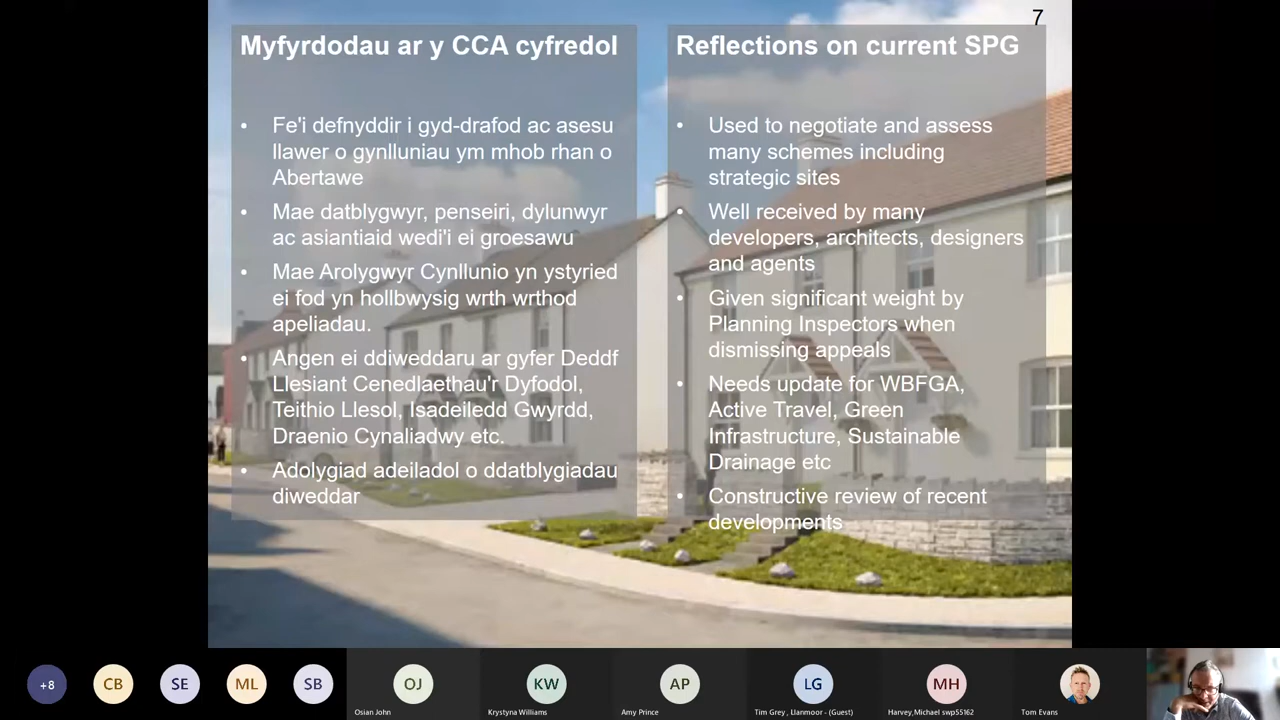 7
Myfyrdodau ar y CCA cyfredol
• Fe'i defnyddir i gyd-drafod ac asesu
llawer o gynlluniau ym mhob rhan o
Abertawe
• Mae datblygwyr, penseiri, dylunwyr
ac asiantiaid wedi'i ei groesawu
• Mae Arolygwyr Cynllunio yn ystyried
ei fod yn hollbwysig wrth wrthod
apeliadau.
• Angen ei ddiweddaru ar gyfer Deddf
Llesiant Cenedlaethau'r Dyfodol,
Teithio Llesol, Isadeiledd Gwyrdd,
Draenio Cynaliadwy etc.
• Adolygiad adeiladol o ddatblygiadau
diweddar
Reflections on current SPG
• Used to negotiate and assess
many schemes including
strategic sites
• Well received by many
developers, architects, designers
and agents
• Given significant weight by
Planning Inspectors when
dismissing appeals
• Needs update for WBFGA,
Active Travel, Green
Infrastructure, Sustainable
Drainage etc
• Constructive review of recent
developments
+8
CB
SE
ML
SB
OJ
Osian John
KW
Krystyna Williams
AP
Amy Prince
LG
Tim Grey , Llanmoor - (Guest)
MH
Harvey,Michael swp55162
Tom Evans